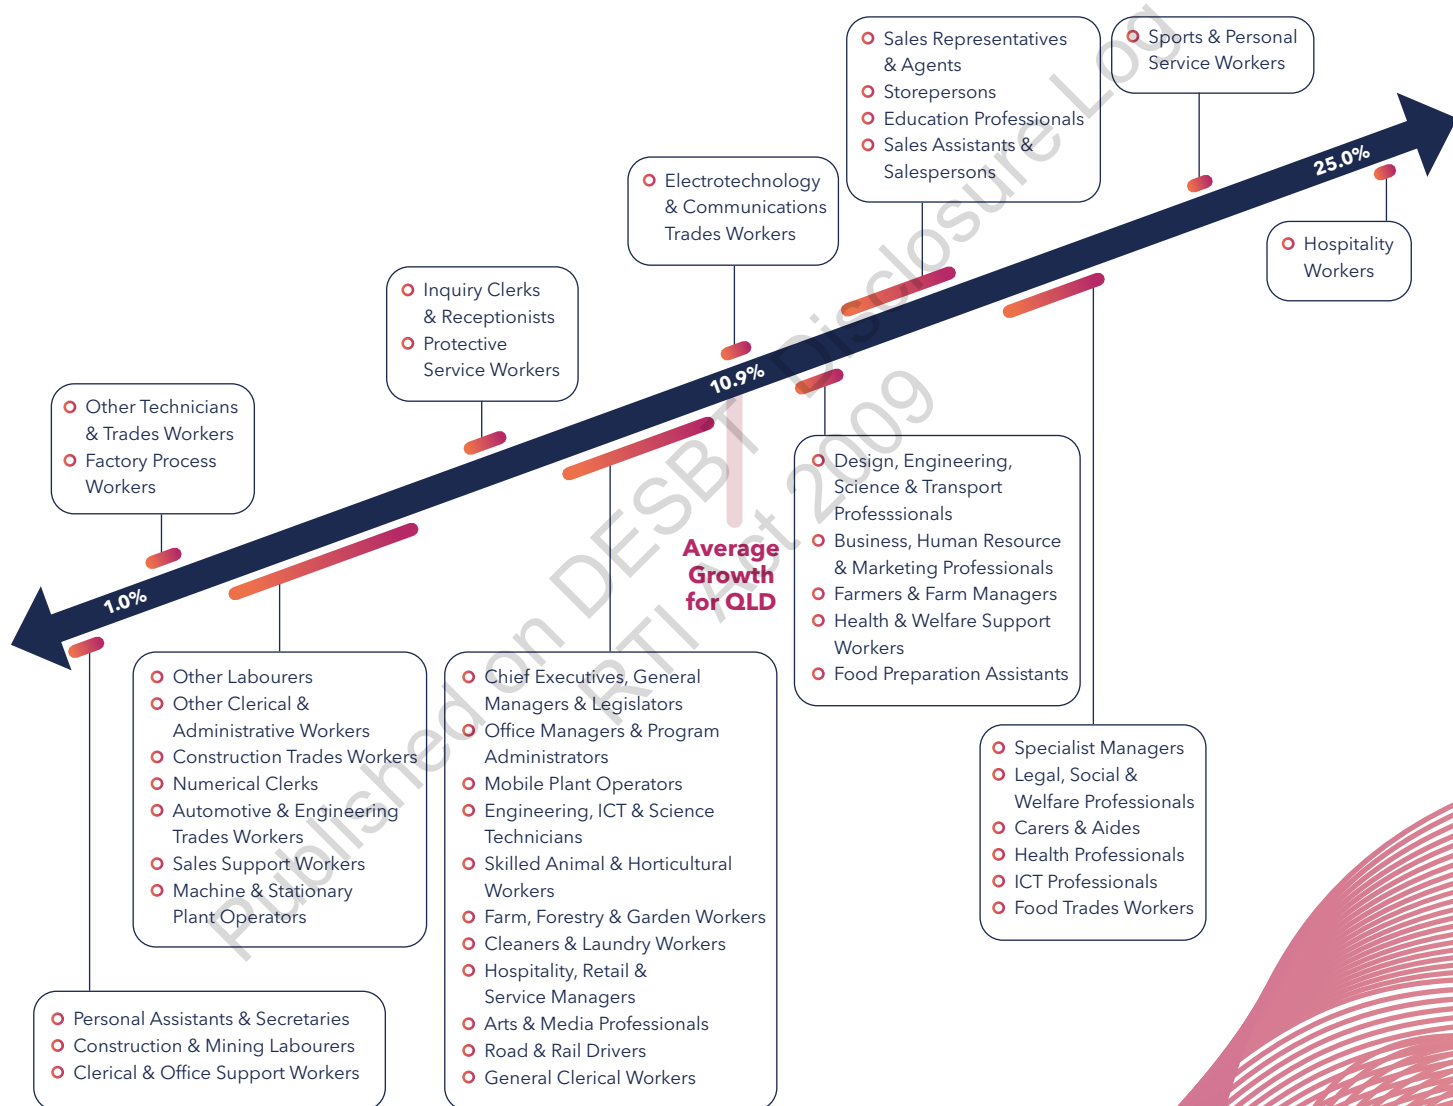 Sales Representatives
& Agents
Storepersons
Education Professionals
Sales Assistants &
Salespersons
Sports & Personal
Service Workers
25.0%
Hospitality
Workers
Electrotechnology
& Communications
Trades Workers
Inquiry Clerks
& Receptionists
Protective
Service Workers
10.9%
Average
Growth
for QLD
Other Technicians
& Trades Workers
Factory Process
Workers
1.0%
Design, Engineering,
Science & Transport
Professsionals
Business, Human Resource
& Marketing Professionals
Farmers & Farm Managers
Health & Welfare Support
Workers
Food Preparation Assistants
Other Labourers
Other Clerical &
Administrative Workers
Construction Trades Workers
Numerical Clerks
Automotive & Engineering
Trades Workers
Sales Support Workers
Machine & Stationary
Plant Operators
Chief Executives, General
Managers & Legislators
Office Managers & Program
Administrators
Mobile Plant Operators
Engineering, ICT & Science
Technicians
Skilled Animal & Horticultural
Workers
Farm, Forestry & Garden Workers
Cleaners & Laundry Workers
Hospitality, Retail &
Service Managers
Arts & Media Professionals
Road & Rail Drivers
General Clerical Workers
Specialist Managers
Legal, Social &
Welfare Professionals
Carers & Aides
Health Professionals
ICT Professionals
Food Trades Workers
Personal Assistants & Secretaries
Construction & Mining Labourers
Clerical & Office Support Workers
Published on DESBT Disclosure Log
RTI Act 2009